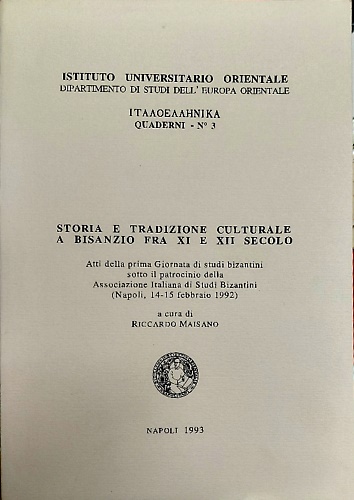 ISTITUTO UNIVERSITARIO ORIENTALE
DIPARTIMENTO DI STUDI DELL'EUROPA ORIENTALE
ΙΤΑΛΟΕΛΛΗΝΙΚΑ
QUADERNI - N° 3
STORIA E TRADIZIONE CULTURALE
A BISANZIO FRA XI E XII SECOLO
Atti della prima Giornata di studi bizantini
sotto il patrocinio della
Associazione Italiana di Studi Bizantini
(Napoli, 14-15 febbraio 1992)
a cura di
RICCARDO MAISANO
NAPOLI 1993